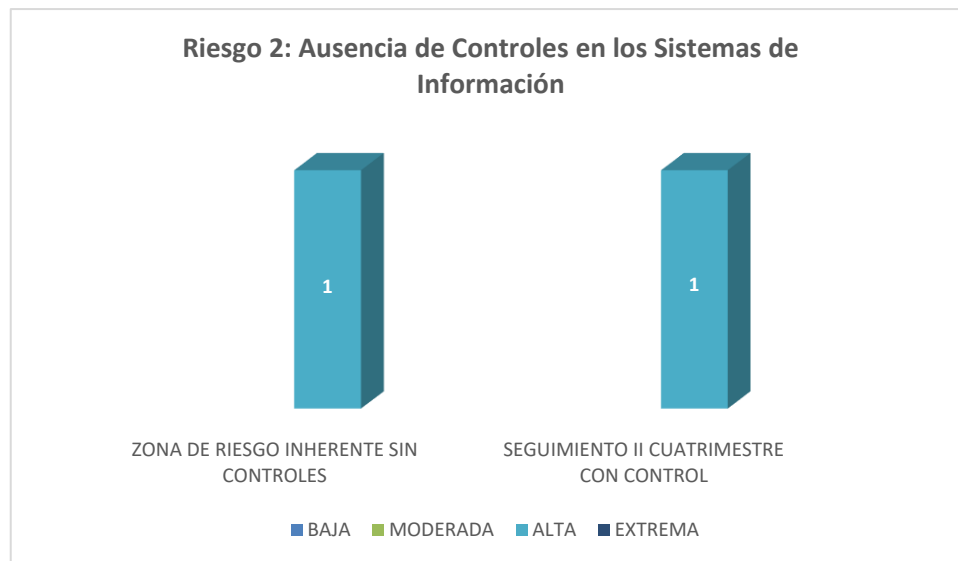 Riesgo 2: Ausencia de Controles en los Sistemas de
Información
1
1
ZONA DE RIESGO INHERENTE SIN
CONTROLES
SEGUIMIENTO II CUATRIMESTRE
CON CONTROL
BAJA MODERADA ALTA EXTREMA